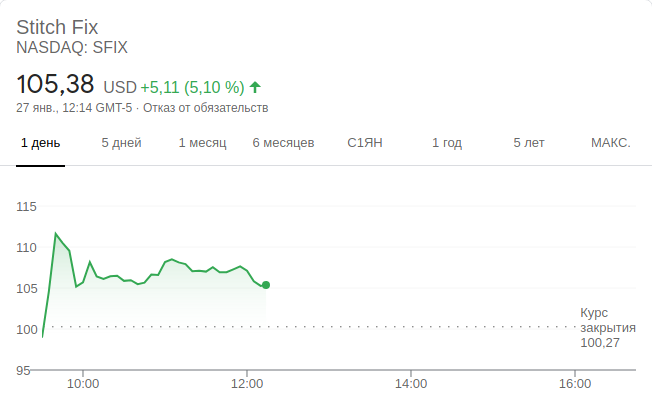 Stitch Fix
NASDAQ: SFIX
105,38 USD +5,11 (5,10 %)
27 янв., 12:14 GMT-5 · Отказ от обязательств
1 день 5 дней 1 месяц 6 месяцев С1ЯН 1 год 5 лет МАКС.
115
110
105
100
95
Курс
закрытия
100,27
10:00 12:00 14:00 16:00